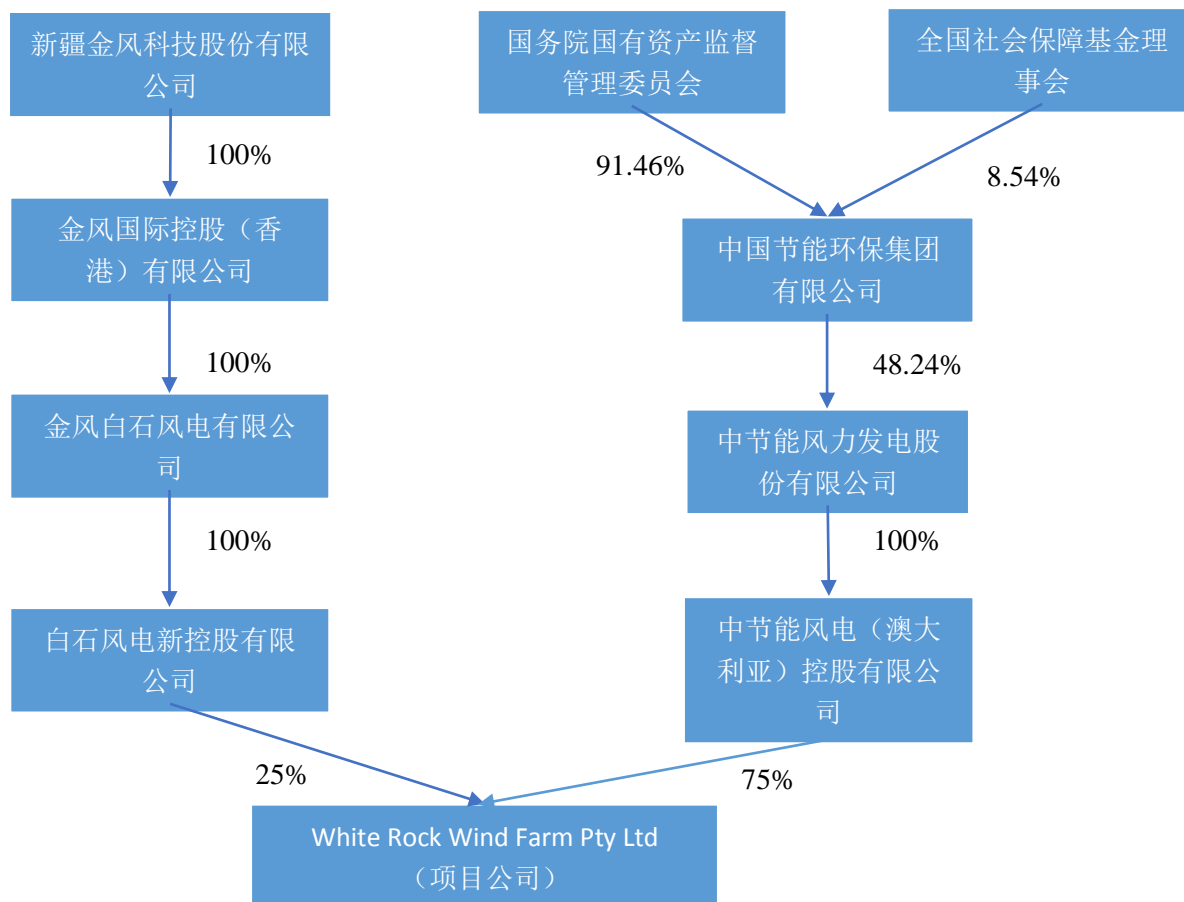 新疆金风科技股份有限
公司
国务院国有资产监督
管理委员会
全国社会保障基金理
事会
100%
91.46%
8.54%
金风国际控股（香
港）有限公司
中国节能环保集团
有限公司
100%
48.24%
金风白石风电有限公
司
中节能风力发电股
份有限公司
100%
100%
白石风电新控股有限
公司
中节能风电（澳大
利亚）控股有限公
司
25%
75%
White Rock Wind Farm Pty Ltd
（项目公司）